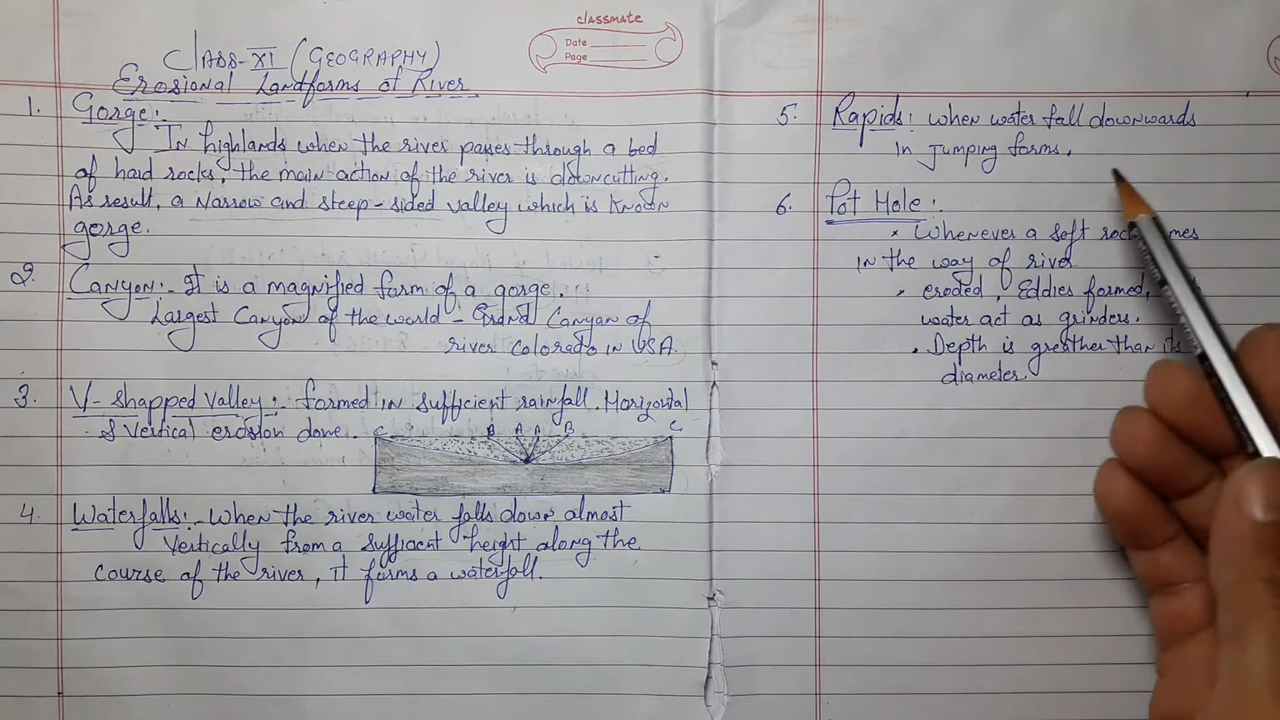 classmate
Date
Page
Class-XI (GEOGRAPHY)
Erosional Landforms of River
1. Gorge:-
In highlands when the river passes through a bed
of hard rocks, the main action of the river is downcutting.
As result, a narrow and steep-sided valley which is known
gorge.
2. Canyon:- It is a magnified form of a gorge.
Largest Canyon of the world - Grand Canyan of
river Colorado in USA.
3. V-shapped Valley:- formed in sufficient rainfall. Horizontal
& Vertical erosion done.
C B A A B C
4. Waterfalls:- When the river water falls down almost
Vertically from a sufficient height along the
course of the river, it forms a waterfall.
5. Rapids: when water fall downwards
in Jumping forms.
6. Pot Hole:-
* Whenever a soft rock
in the way of river
* eroded, Eddies formed,
water act as grinders.
. Depth is greather than its
diameter